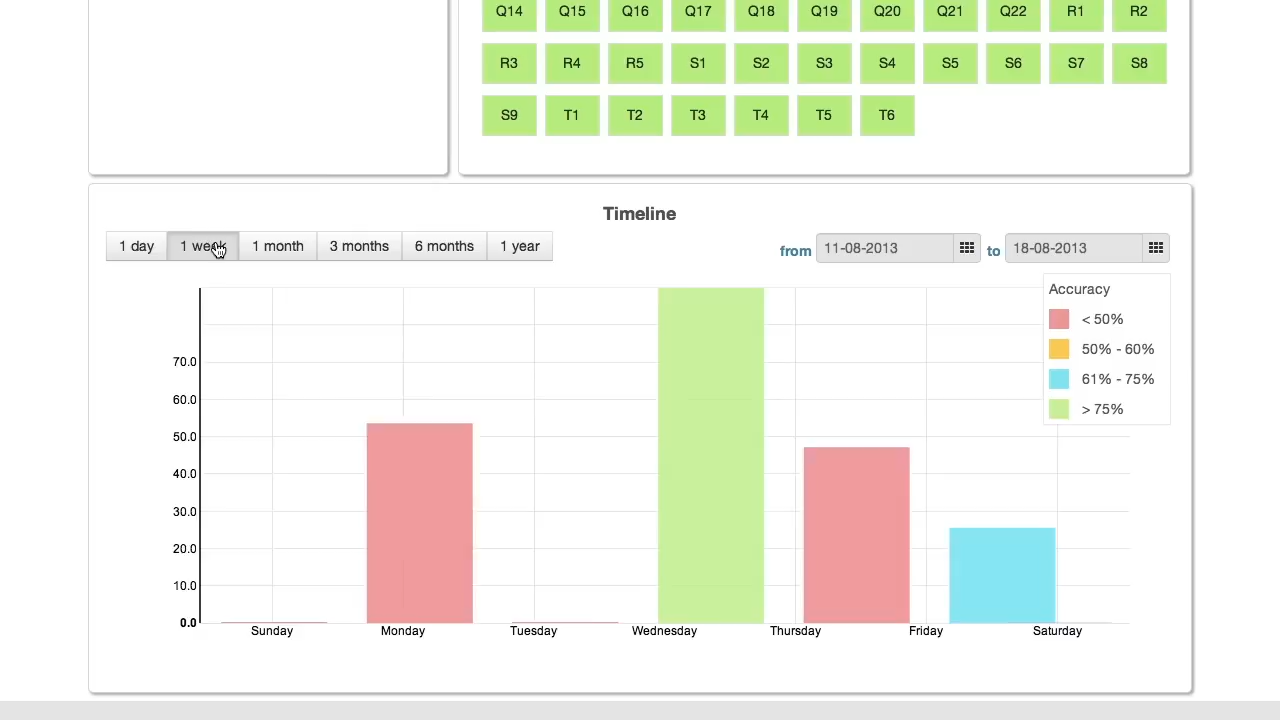 Q14 Q15 Q16 Q17 Q18 Q19 Q20 Q21 Q22 R1 R2
R3 R4 R5 S1 S2 S3 S4 S5 S6 S7 S8
S9 T1 T2 T3 T4 T5 T6
Timeline
1 day 1 week 1 month 3 months 6 months 1 year
from 11-08-2013 to 18-08-2013
Accuracy
< 50%
50% - 60%
61% - 75%
> 75%
70.0
60.0
50.0
40.0
30.0
20.0
10.0
0.0
Sunday Monday Tuesday Wednesday Thursday Friday Saturday